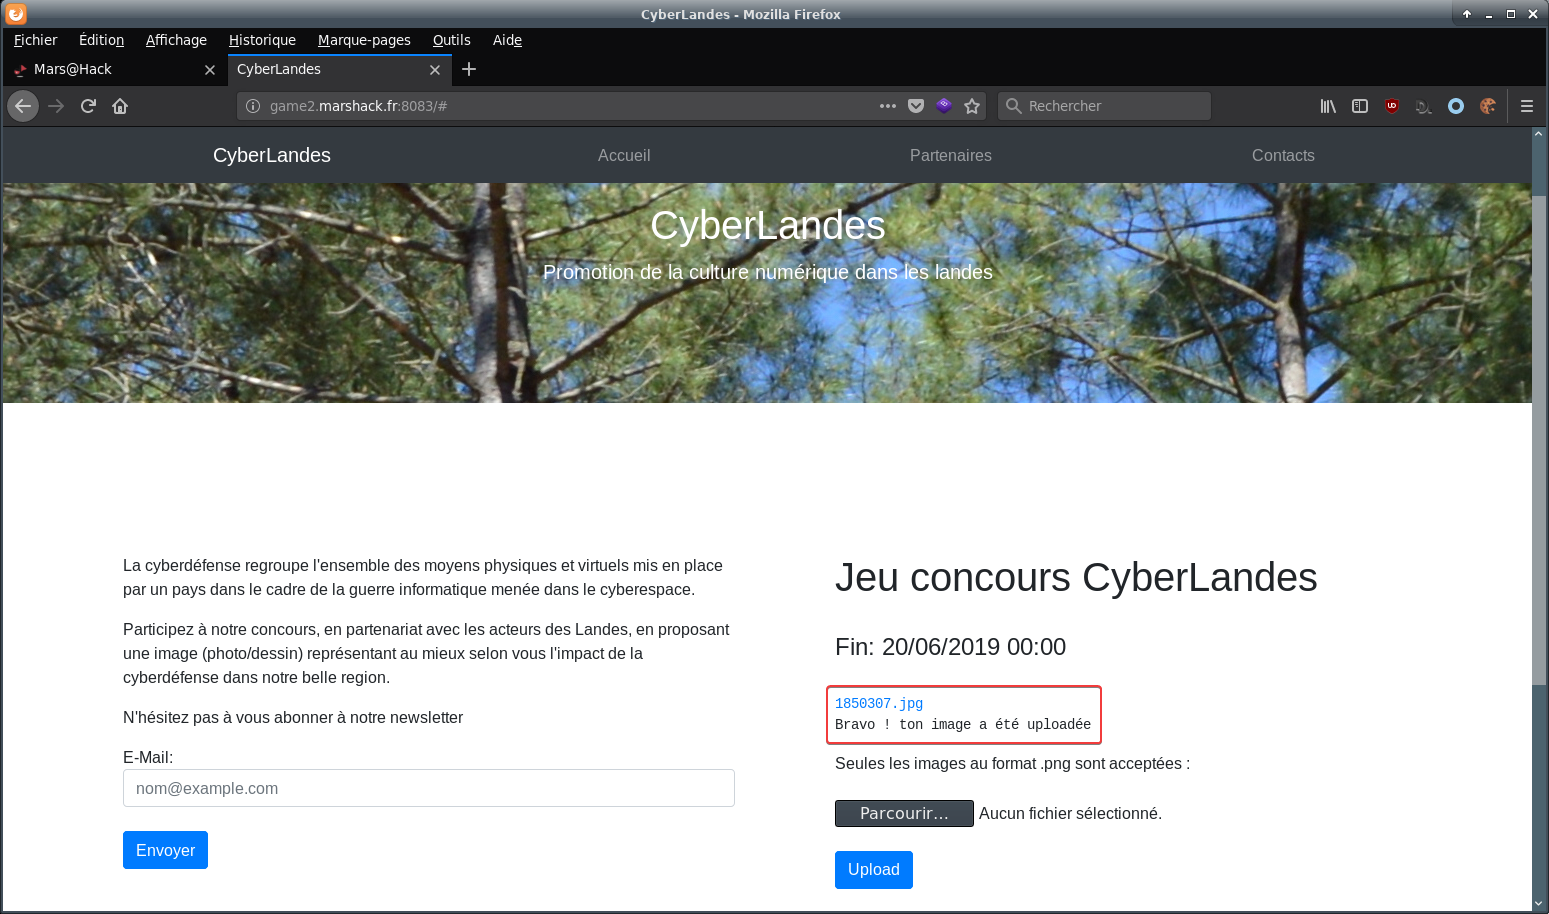 CyberLandes - Mozilla Firefox
Fichier Édition Affichage Historique Marque-pages Outils Aide
Mars@Hack CyberLandes
game2.marshack.fr:8083/# Rechercher
CyberLandes Accueil Partenaires Contacts
CyberLandes
Promotion de la culture numérique dans les landes
La cyberdéfense regroupe l'ensemble des moyens physiques et virtuels mis en place
par un pays dans le cadre de la guerre informatique menée dans le cyberespace.
Participez à notre concours, en partenariat avec les acteurs des Landes, en proposant
une image (photo/dessin) représentant au mieux selon vous l'impact de la
cyberdéfense dans notre belle region.
N'hésitez pas à vous abonner à notre newsletter
E-Mail:
nom@example.com
Envoyer
Jeu concours CyberLandes
Fin: 20/06/2019 00:00
1850307.jpg
Bravo ! ton image a été uploadée
Seules les images au format .png sont acceptées :
Parcourir... Aucun fichier sélectionné.
Upload